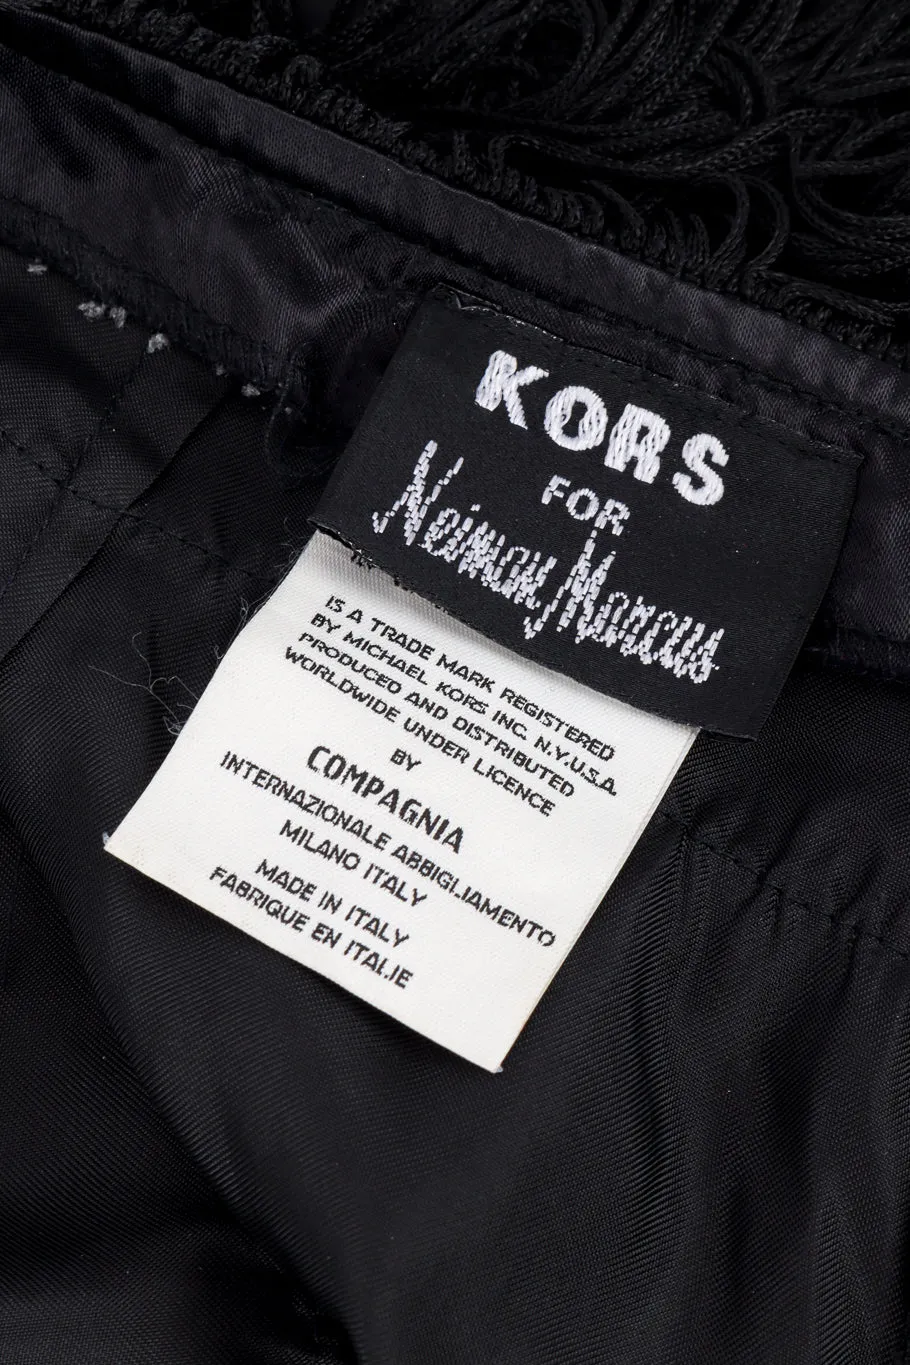 KORS
FOR
Neiman Marcus
IS A TRADE MARK REGISTERED
BY MICHAEL KORS INC. N.Y.U.S.A.
PRODUCED AND DISTRIBUTED
WORLDWIDE UNDER LICENCE
BY
COMPAGNIA
INTERNAZIONALE ABBIGLIAMENTO
MILANO ITALY
MADE IN ITALY
FABRIQUE EN ITALIE